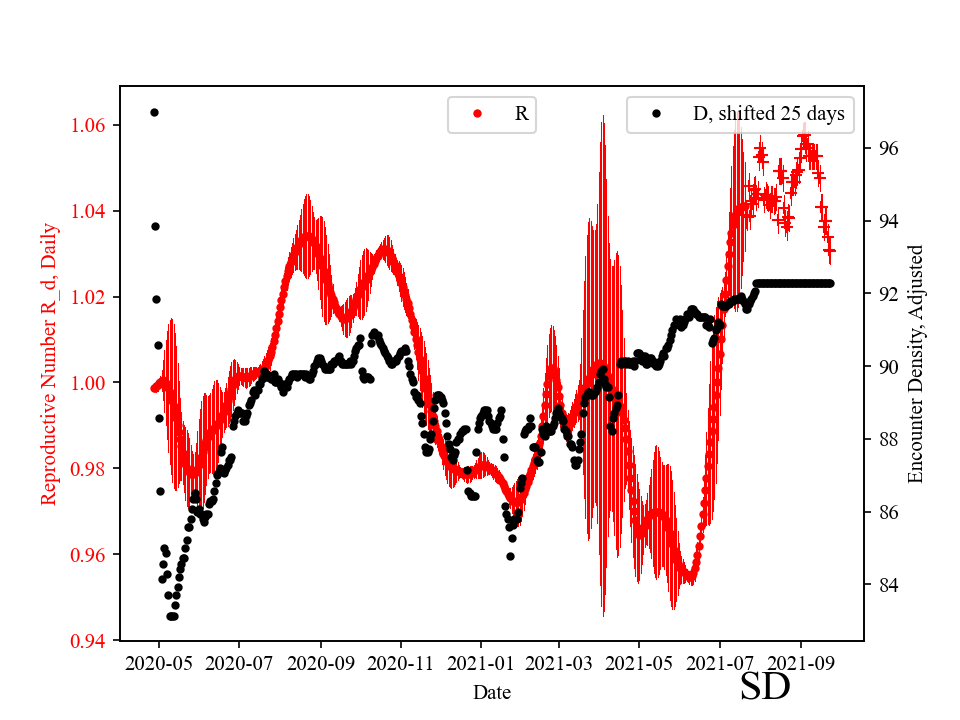 R
D, shifted 25 days
Reproductive Number R_d, Daily
1.06
1.04
1.02
1.00
0.98
0.96
0.94
96
94
92
90
88
86
84
Encounter Density, Adjusted
2020-05 2020-07 2020-09 2020-11 2021-01 2021-03 2021-05 2021-07 2021-09
Date
SD